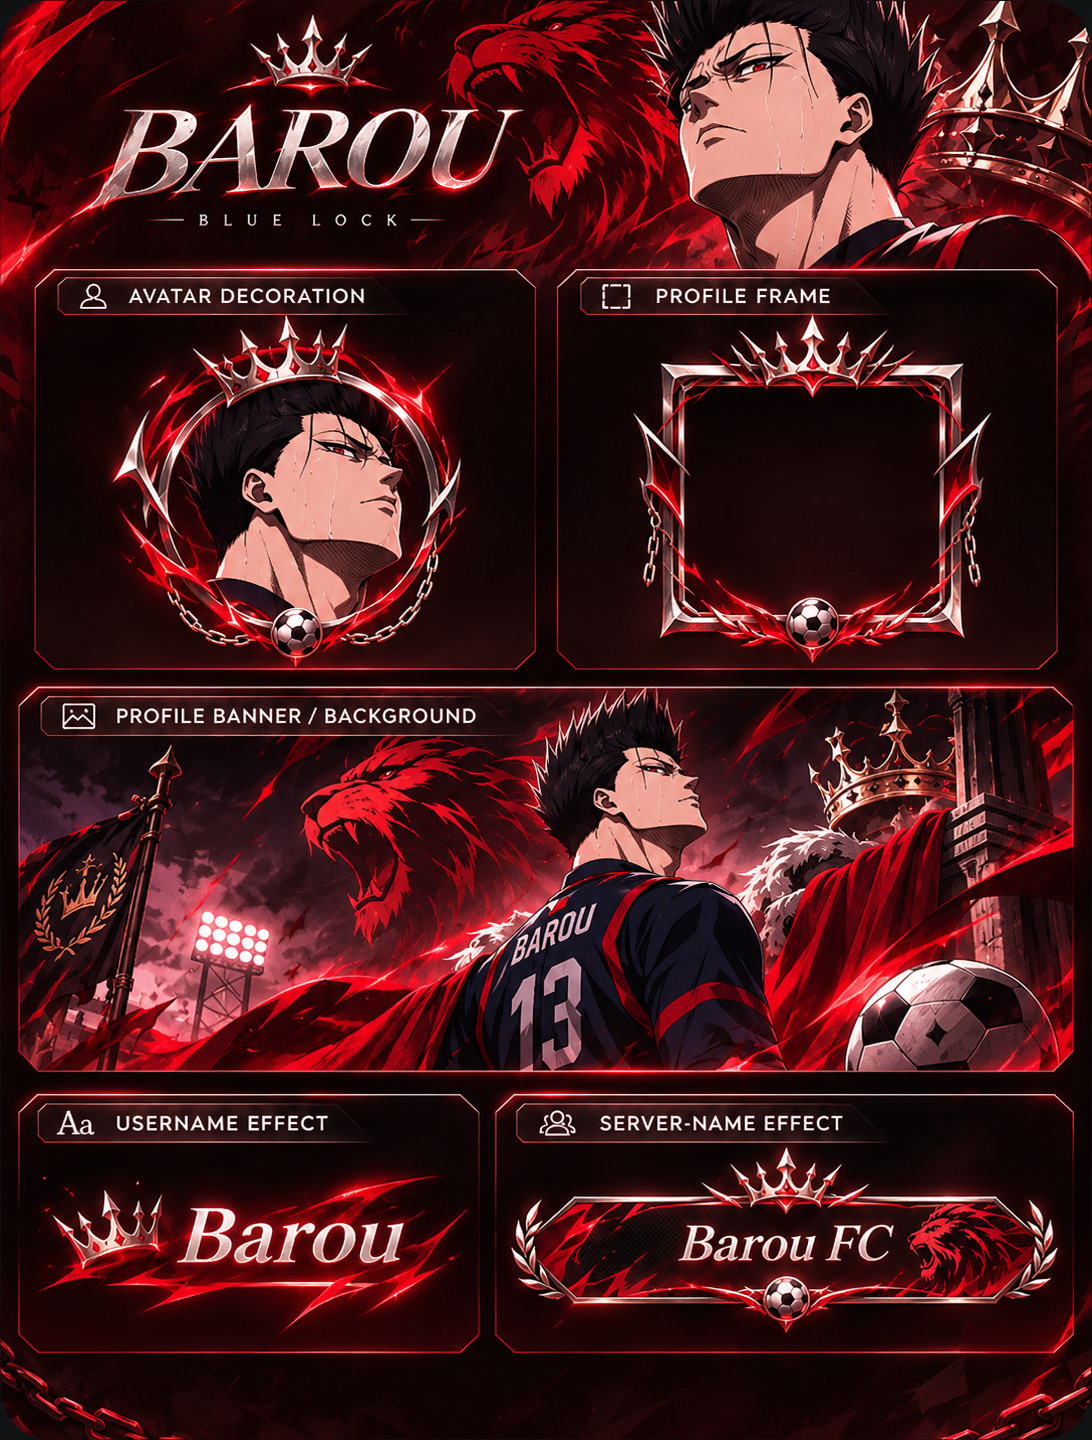 BAROU
BLUE LOCK
AVATAR DECORATION
PROFILE FRAME
PROFILE BANNER / BACKGROUND
BAROU
13
Aa USERNAME EFFECT
SERVER-NAME EFFECT
Barou
Barou FC